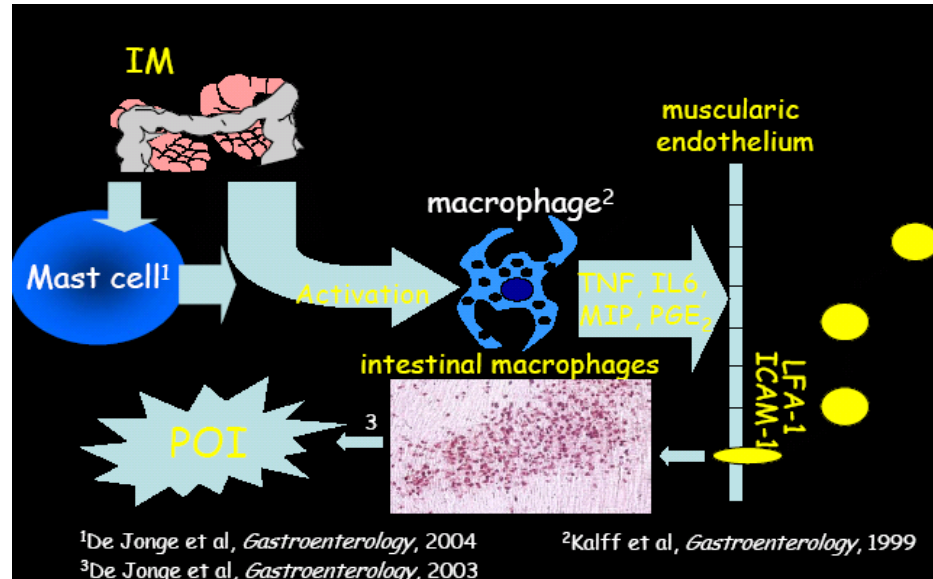 IM
muscularic
endothelium
macrophage²
Mast cell¹
Activation
TNF, IL6,
MIP, PGE₂
intestinal macrophages
LFA-1
ICAM-1
POI
3
¹De Jonge et al, Gastroenterology, 2004
²Kalff et al, Gastroenterology, 1999
³De Jonge et al, Gastroenterology, 2003